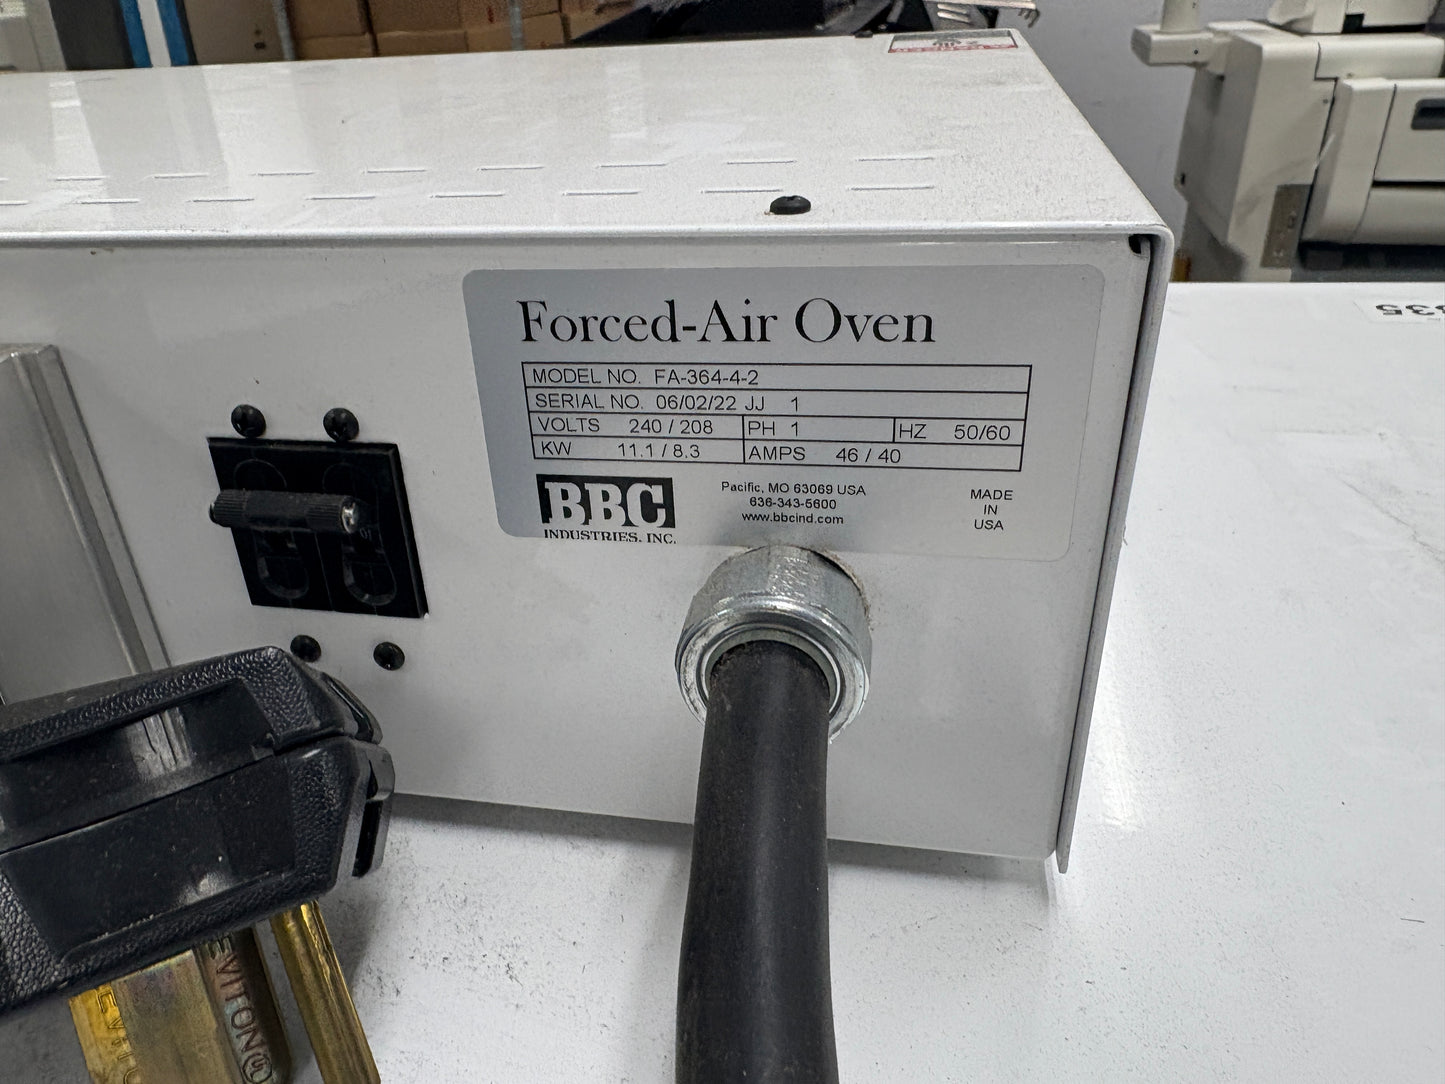 Forced-Air Oven
MODEL NO. FA-364-4-2
SERIAL NO. 06/02/22 JJ 1
VOLTS 240 / 208 PH 1 HZ 50/60
KW 11.1 / 8.3 AMPS 46 / 40
BBC
INDUSTRIES, INC.
Pacific, MO 63069 USA
636-343-5600
www.bbcind.com
MADE
IN
USA
335
EVITON